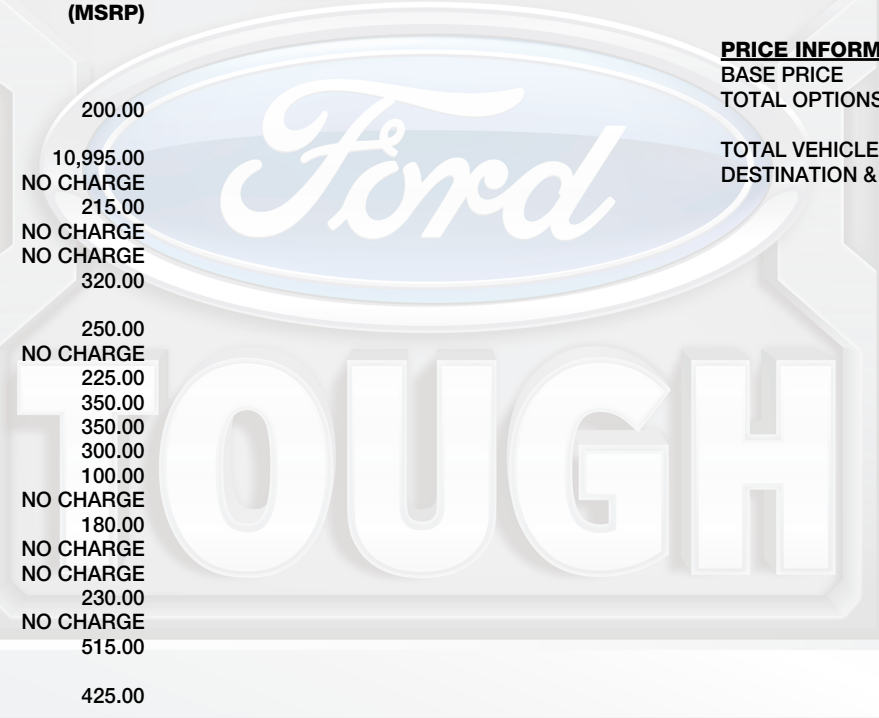 (MSRP)
200.00
10,995.00
NO CHARGE
215.00
NO CHARGE
NO CHARGE
320.00
250.00
NO CHARGE
225.00
350.00
350.00
300.00
100.00
NO CHARGE
180.00
NO CHARGE
NO CHARGE
230.00
NO CHARGE
515.00
425.00
PRICE INFORM
BASE PRICE
TOTAL OPTIONS
TOTAL VEHICLE
DESTINATION &
Ford
TOUGH